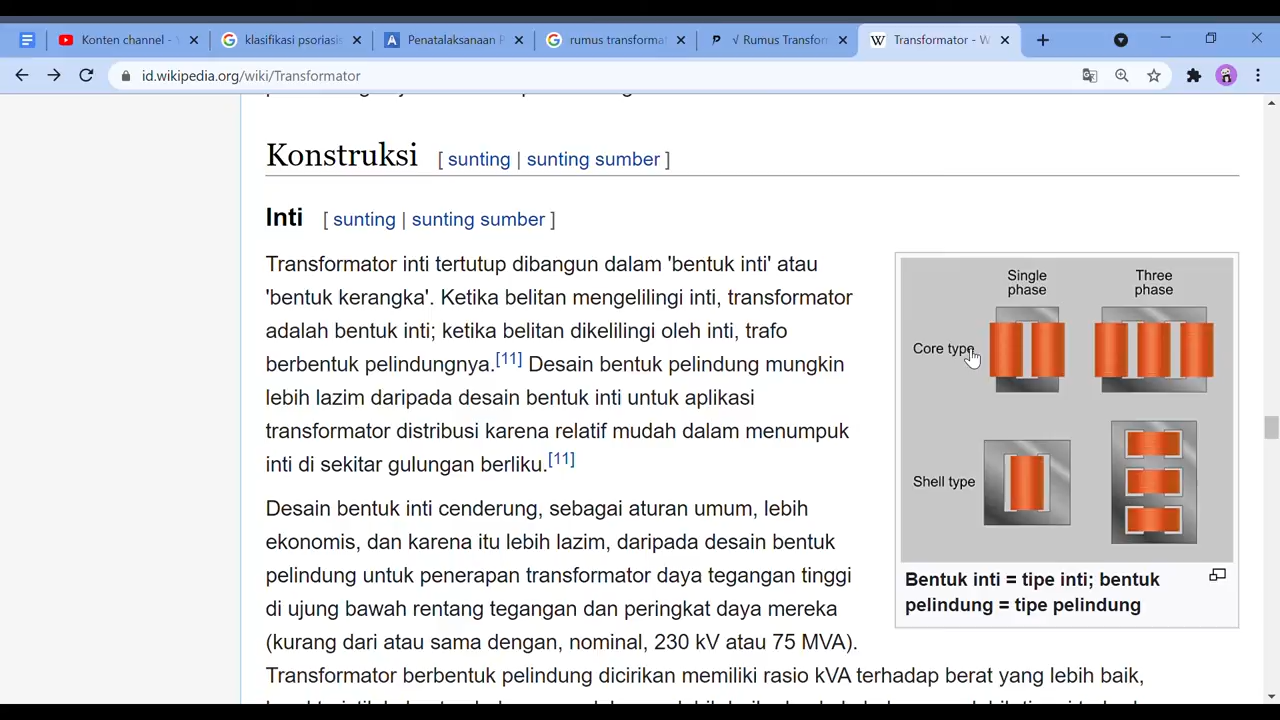 Konten channel - Y
klasifikasi psoriasis
Penatalaksanaan P
rumus transformat
√ Rumus Transfor
Transformator - W
id.wikipedia.org/wiki/Transformator
Konstruksi [ sunting | sunting sumber ]
Inti [ sunting | sunting sumber ]
Transformator inti tertutup dibangun dalam 'bentuk inti' atau
'bentuk kerangka'. Ketika belitan mengelilingi inti, transformator
adalah bentuk inti; ketika belitan dikelilingi oleh inti, trafo
berbentuk pelindungnya.[11] Desain bentuk pelindung mungkin
lebih lazim daripada desain bentuk inti untuk aplikasi
transformator distribusi karena relatif mudah dalam menumpuk
inti di sekitar gulungan berliku.[11]
Desain bentuk inti cenderung, sebagai aturan umum, lebih
ekonomis, dan karena itu lebih lazim, daripada desain bentuk
pelindung untuk penerapan transformator daya tegangan tinggi
di ujung bawah rentang tegangan dan peringkat daya mereka
(kurang dari atau sama dengan, nominal, 230 kV atau 75 MVA).
Transformator berbentuk pelindung dicirikan memiliki rasio kVA terhadap berat yang lebih baik,
Single
phase
Three
phase
Core type
Shell type
Bentuk inti = tipe inti; bentuk
pelindung = tipe pelindung